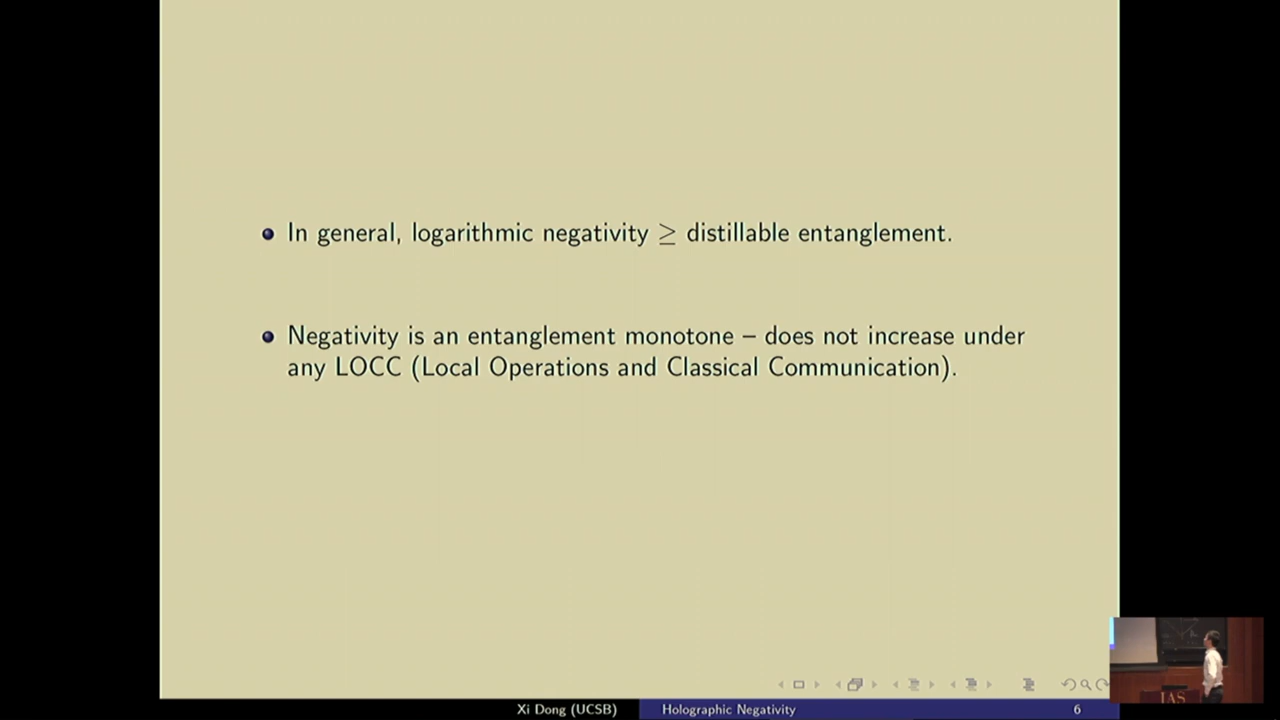 In general, logarithmic negativity ≥ distillable entanglement.
Negativity is an entanglement monotone – does not increase under
any LOCC (Local Operations and Classical Communication).
Xi Dong (UCSB)
Holographic Negativity
6
IAS